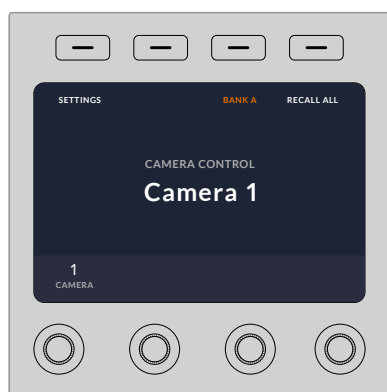 SETTINGS BANK A RECALL ALL
CAMERA CONTROL
Camera 1
1
CAMERA